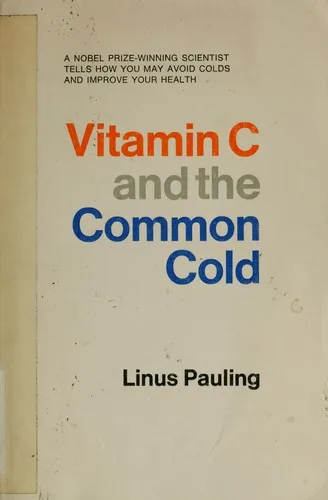 A NOBEL PRIZE-WINNING SCIENTIST
TELLS HOW YOU MAY AVOID COLDS
AND IMPROVE YOUR HEALTH
Vitamin C
and the
Common
Cold
Linus Pauling